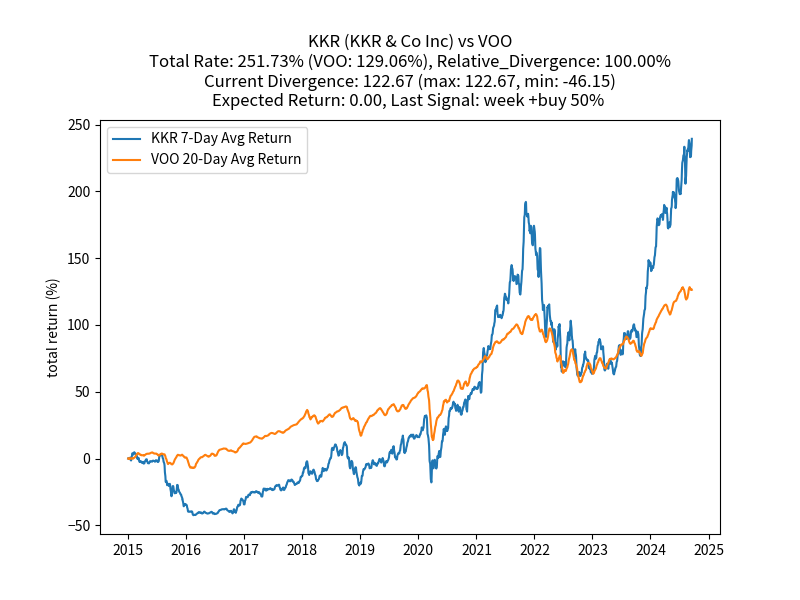 KKR (KKR & Co Inc) vs VOO
Total Rate: 251.73% (VOO: 129.06%), Relative_Divergence: 100.00%
Current Divergence: 122.67 (max: 122.67, min: -46.15)
Expected Return: 0.00, Last Signal: week +buy 50%
KKR 7-Day Avg Return
VOO 20-Day Avg Return
total return (%)
250
200
150
100
50
0
−50
2015 2016 2017 2018 2019 2020 2021 2022 2023 2024 2025